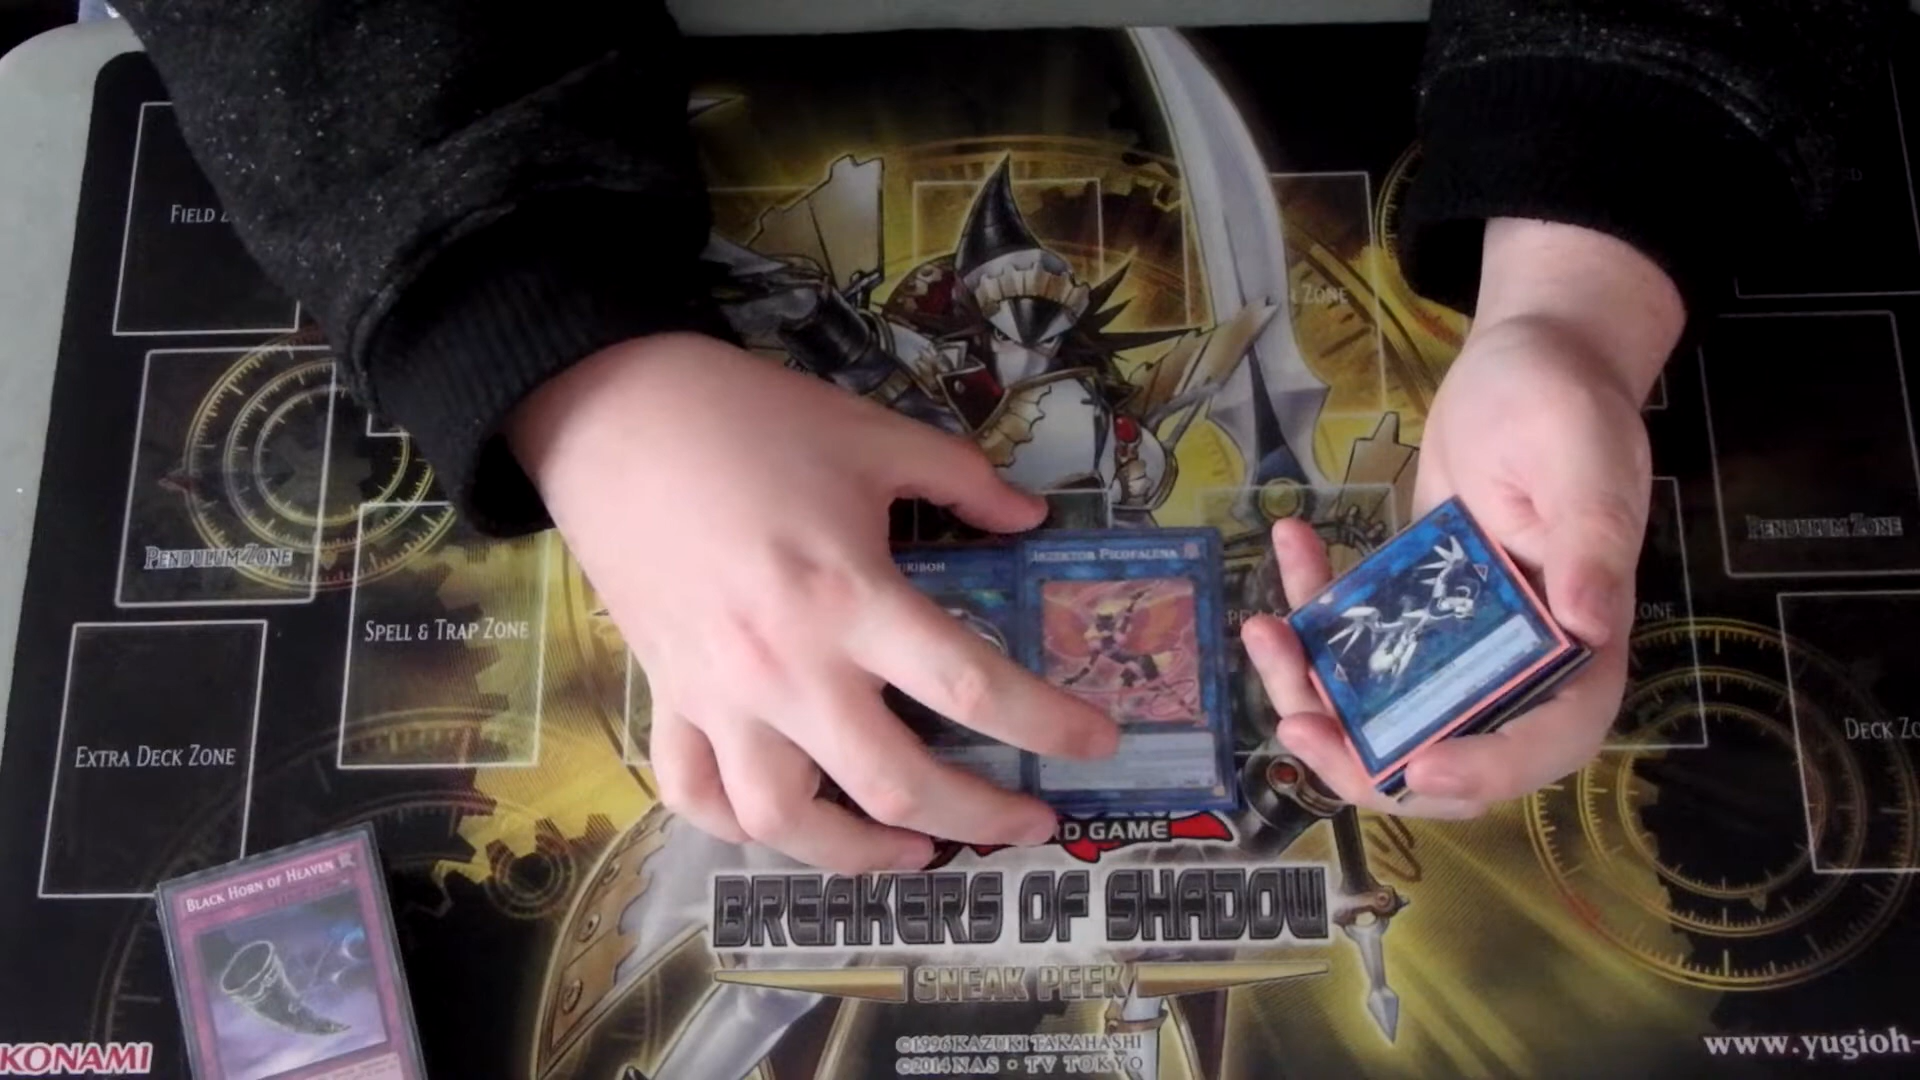 FIELD
ZONE
PENDULUM ZONE
PENDULUM ZONE
URIBOH
INZEKTOR PICOFALENA
SPELL & TRAP ZONE
ZONE
EXTRA DECK ZONE
DECK ZO
RD GAME
BLACK HORN OF HEAVEN
BREAKERS OF SHADOW
SNEAK PEEK
©1996 KAZUKI TAKAHASHI
©2014 NAS • TV TOKYO
KONAMI
www.yugioh-